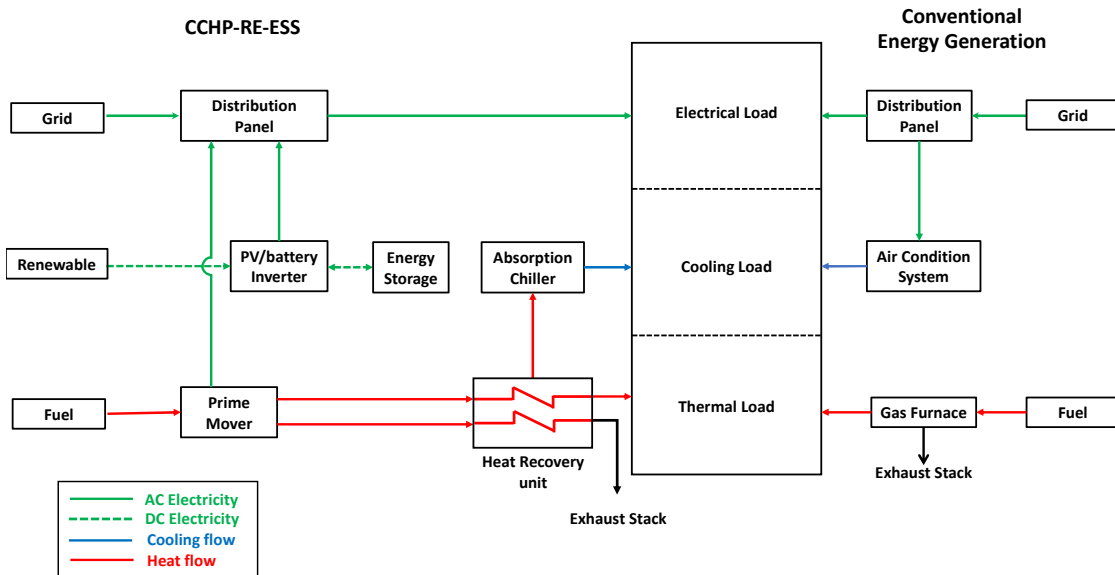 CCHP-RE-ESS
Conventional
Energy Generation
Grid
Distribution
Panel
Electrical Load
Distribution
Panel
Grid
Renewable
PV/battery
Inverter
Energy
Storage
Absorption
Chiller
Cooling Load
Air Condition
System
Fuel
Prime
Mover
Heat Recovery
unit
Thermal Load
Gas Furnace
Fuel
Exhaust Stack
Exhaust Stack
AC Electricity
DC Electricity
Cooling flow
Heat flow